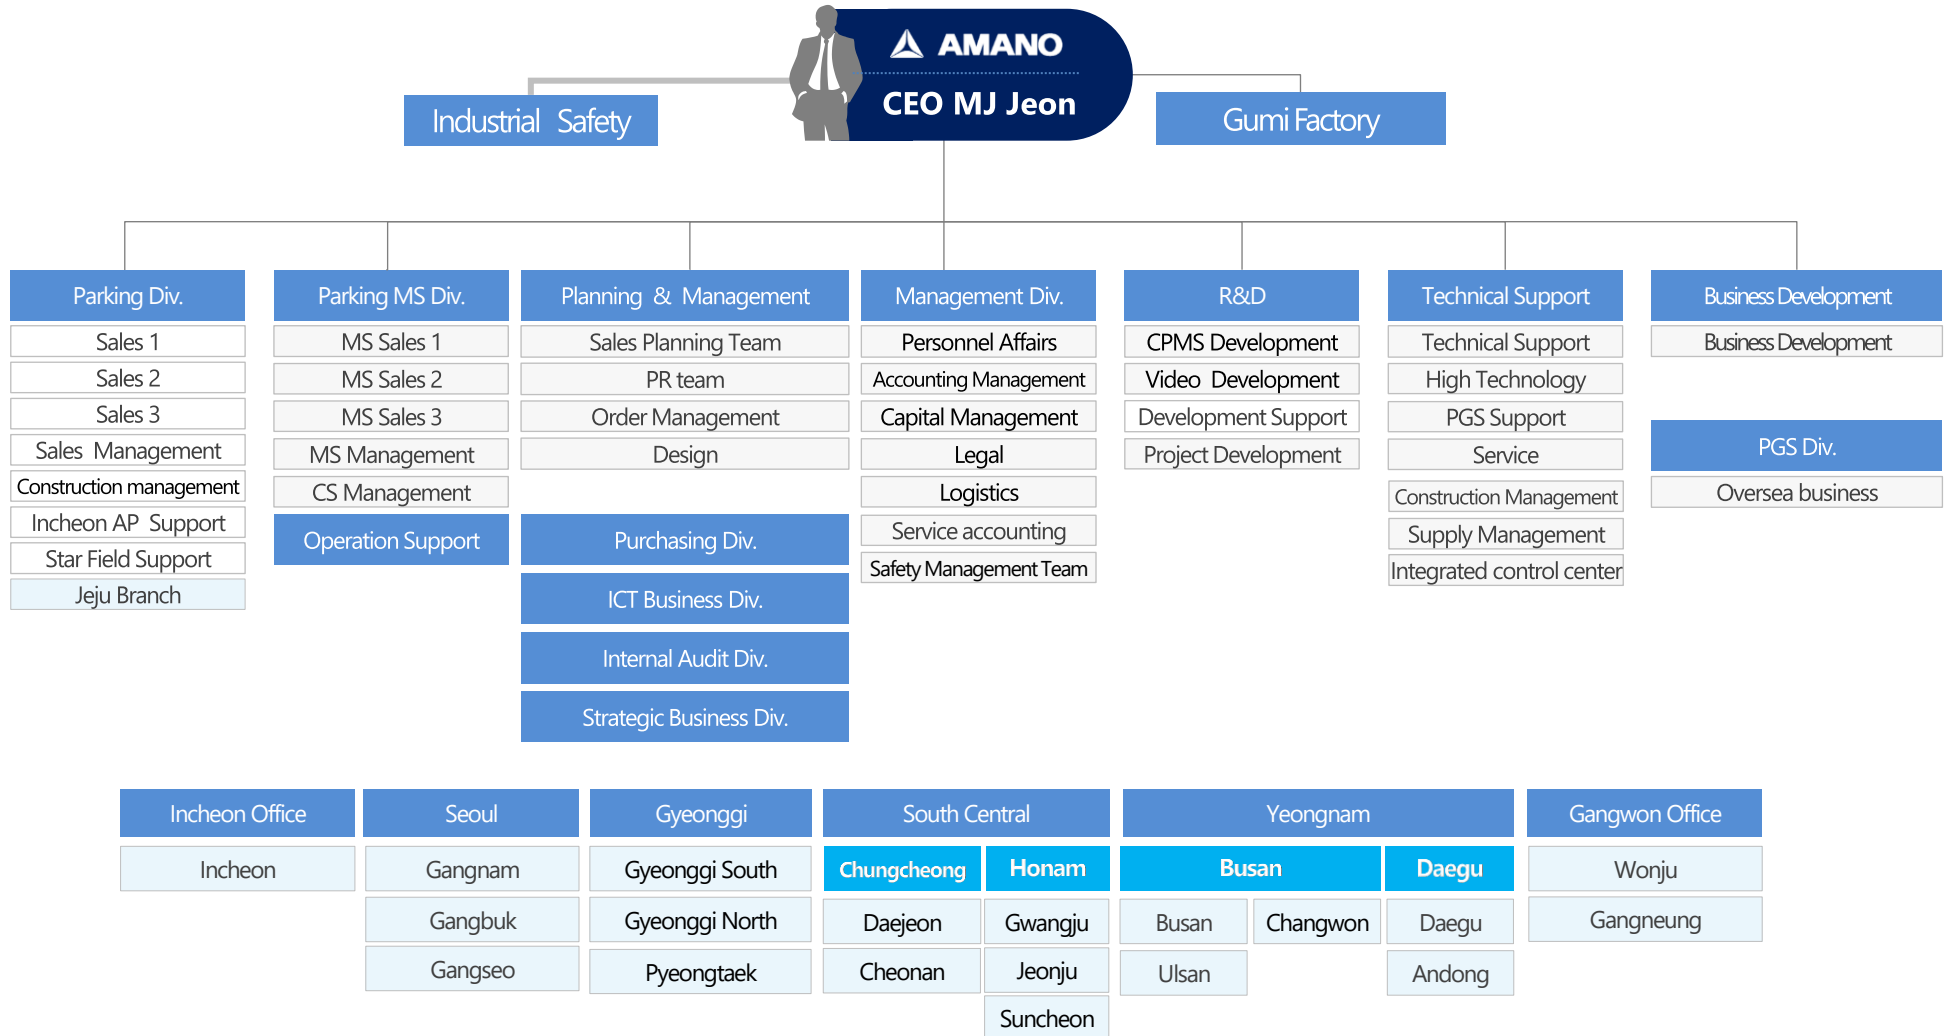 AMANO
CEO MJ Jeon
Industrial Safety
Gumi Factory
Parking Div.
Sales 1
Sales 2
Sales 3
Sales Management
Construction management
Incheon AP Support
Star Field Support
Jeju Branch
Parking MS Div.
MS Sales 1
MS Sales 2
MS Sales 3
MS Management
CS Management
Operation Support
Planning & Management
Sales Planning Team
PR team
Order Management
Design
Purchasing Div.
ICT Business Div.
Internal Audit Div.
Strategic Business Div.
Management Div.
Personnel Affairs
Accounting Management
Capital Management
Legal
Logistics
Service accounting
Safety Management Team
R&D
CPMS Development
Video Development
Development Support
Project Development
Technical Support
Technical Support
High Technology
PGS Support
Service
Construction Management
Supply Management
Integrated control center
Business Development
Business Development
PGS Div.
Oversea business
Incheon Office
Incheon
Seoul
Gangnam
Gangbuk
Gangseo
Gyeonggi
Gyeonggi South
Gyeonggi North
Pyeongtaek
South Central
Chungcheong
Daejeon
Cheonan
Honam
Gwangju
Jeonju
Suncheon
Yeongnam
Busan
Busan
Changwon
Ulsan
Daegu
Daegu
Andong
Gangwon Office
Wonju
Gangneung